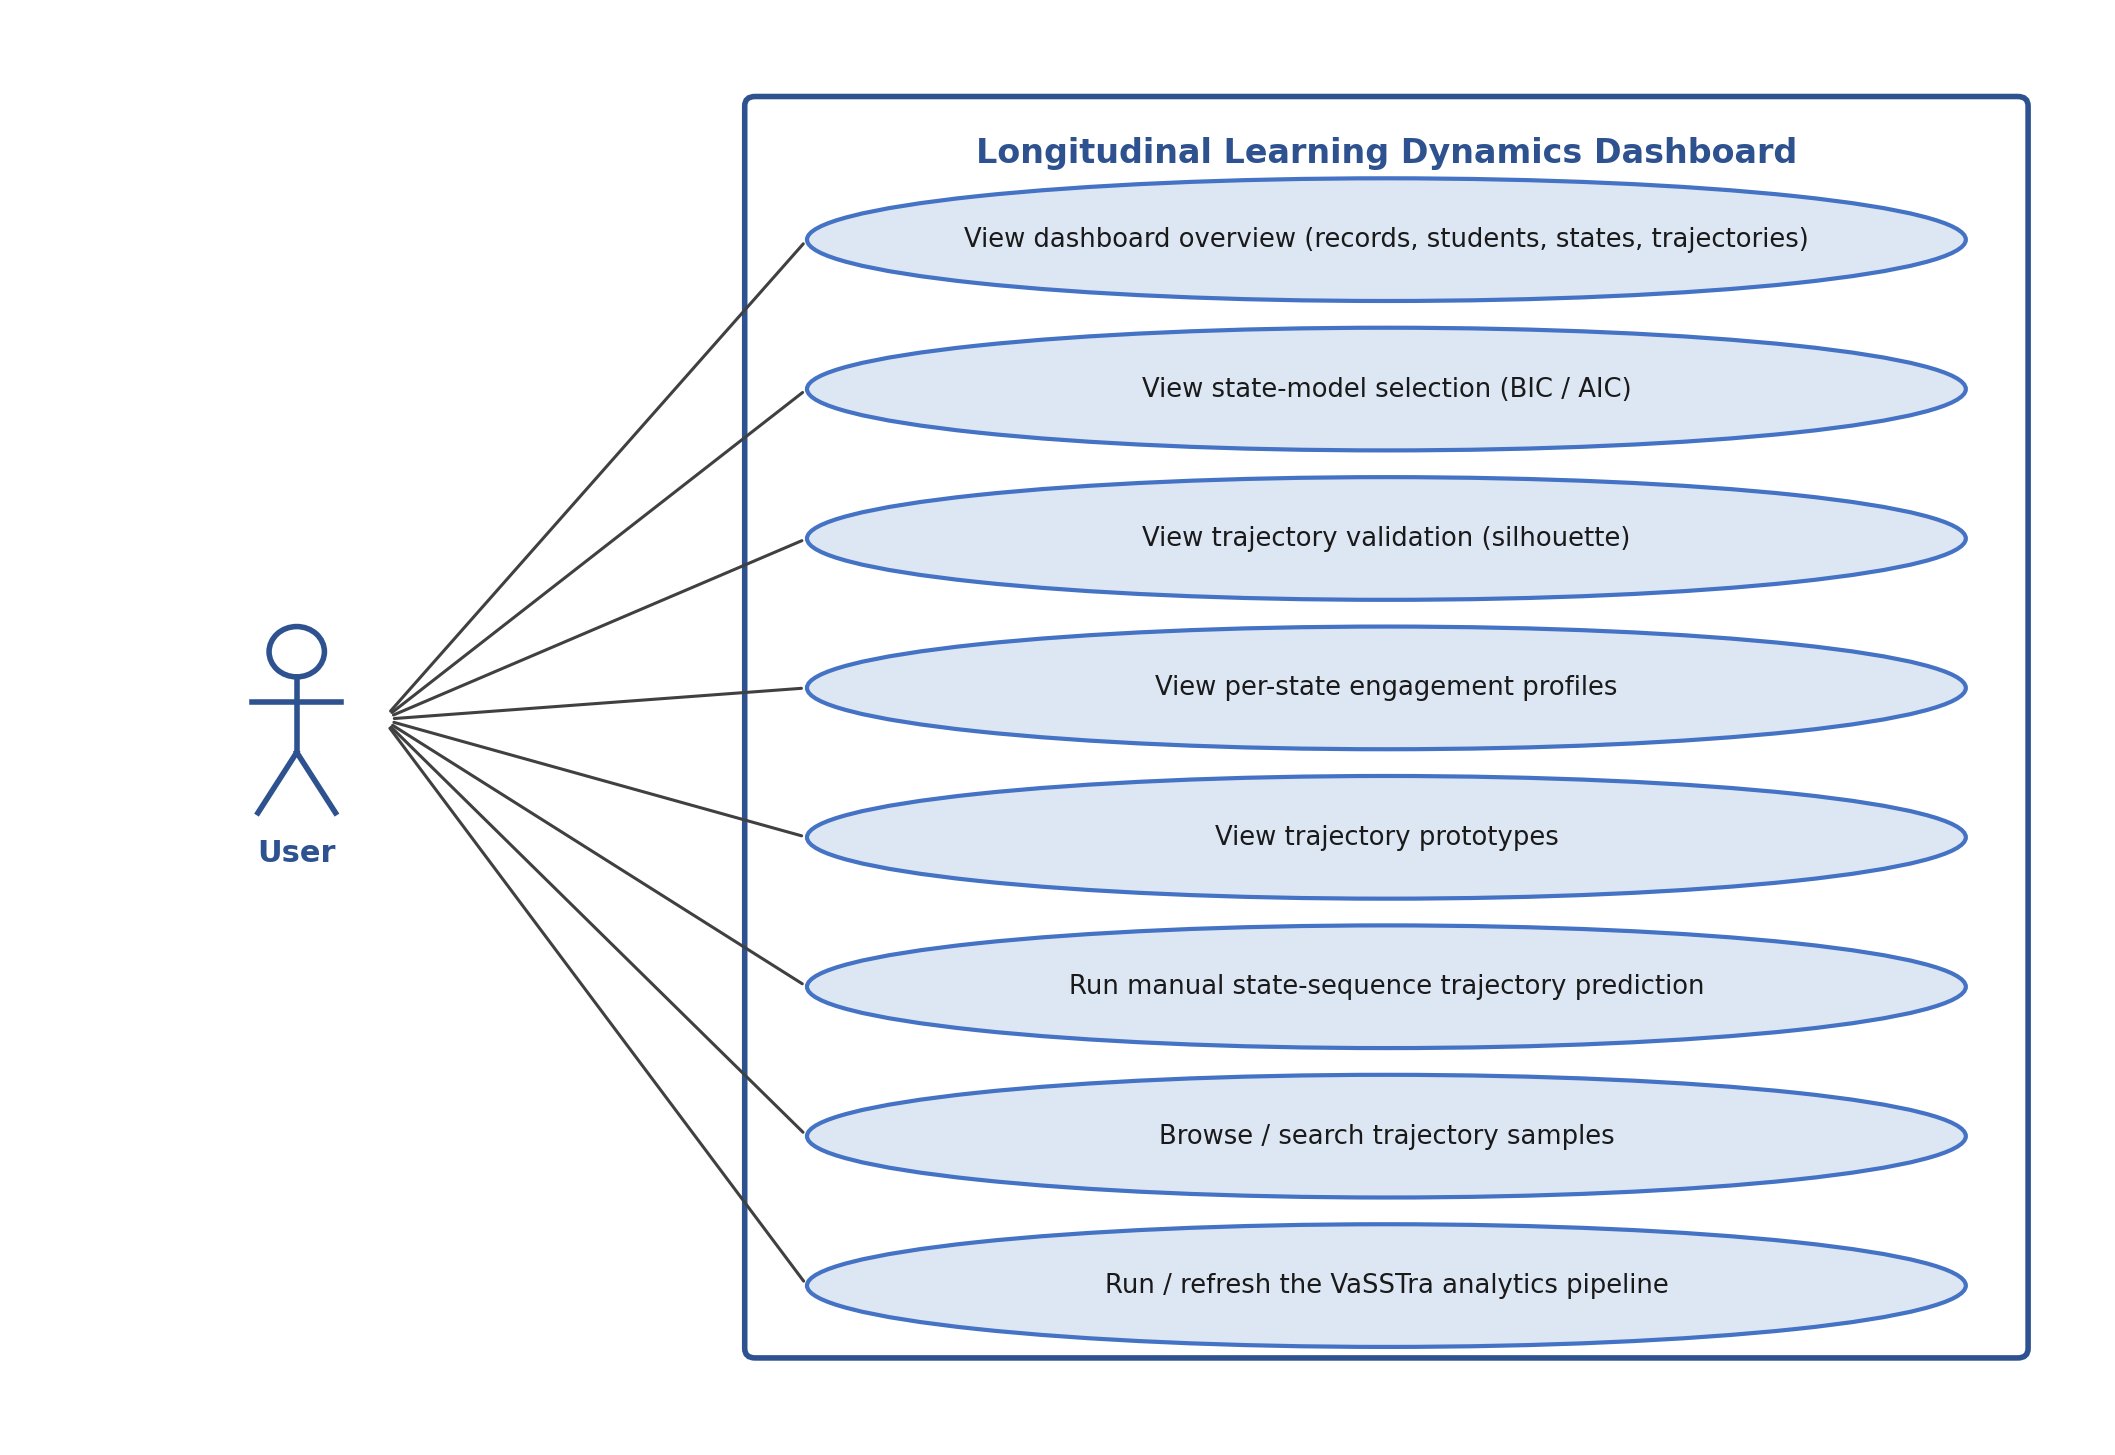 Longitudinal Learning Dynamics Dashboard
View dashboard overview (records, students, states, trajectories)
View state-model selection (BIC / AIC)
View trajectory validation (silhouette)
View per-state engagement profiles
User
View trajectory prototypes
Run manual state-sequence trajectory prediction
Browse / search trajectory samples
Run / refresh the VaSSTra analytics pipeline